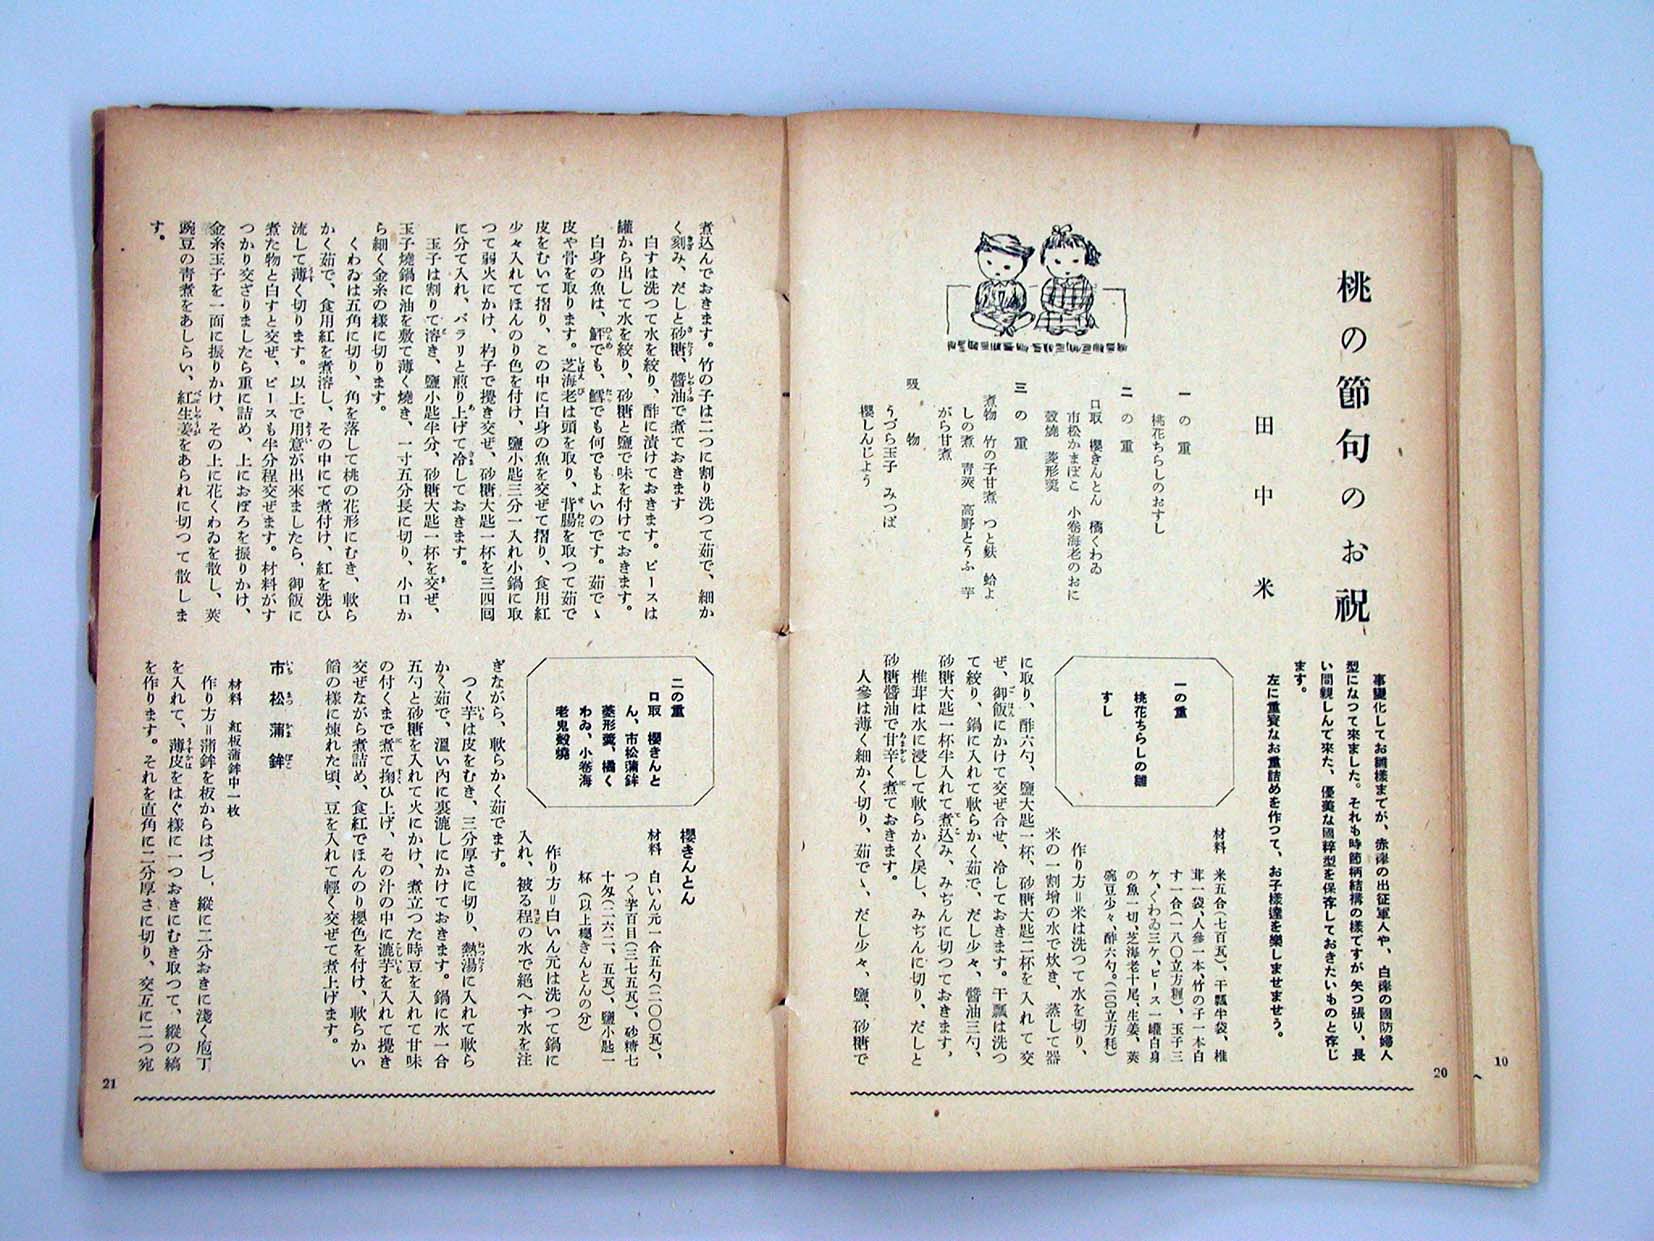 桃の節句のお祝
田中米
一の重
桃花ちらしのおすし
二の重
口取　櫻きんとん　橘くわゐ
市松かまぼこ　小卷海老のおに
殼燒　菱形羹
三の重
煮物　竹の子甘煮　つと麸　蛤よ
しの煮　靑莢　高野とうふ　芋
がら甘煮
吸物
うづら玉子　みつば
櫻しんじよう
事變化してお雛樣までが、赤襷の出征軍人や、白襷の國防婦人
型になつて來ました。それも時節柄結構の樣ですが矢つ張り、長
い間親しんで來た、優美な國粹型を保存しておきたいものと存じ
ます。
左に重寶なお重詰めを作つて、お子樣達を樂しませませう。
一の重
桃花ちらしの雛
すし
材料　米五合(七百瓦)、干瓢半袋、椎
茸一袋、人參一本、竹の子一本白
す一合(一八〇立方糎)、玉子三
ケ、くわゐ三ケ、ピース一罐白身
の魚一切、芝海老十尾、生姜、莢
豌豆少々、酢六勺。(一〇〇立方糎)
作り方＝米は洗つて水を切り、
米の一割增の水で炊き、蒸して器
に取り、酢六勺、鹽大匙一杯、砂糖大匙二杯を入れて交
ぜ、御飯にかけて交ぜ合せ、冷しておきます。干瓢は洗つ
て絞り、鍋に入れて軟らかく茹で、だし少々、醬油三勺、
砂糖大匙一杯半入れて煮込み、みぢんに切つておきます。
椎茸は水に浸して軟らかく戾し、みぢんに切り、だしと
砂糖醬油で甘辛く煮ておきます。
人參は薄く細かく切り、茹でゝ、だし少々、鹽、砂糖で
20
10
煮込んでおきます。竹の子は二つに割り洗つて茹で、細か
く刻み、だしと砂糖、醬油で煮ておきます。
白すは洗つて水を絞り、酢に漬けておきます。ピースは
罐から出して水を絞り、砂糖と鹽で味を付けておきます。
白身の魚は、鮃でも、鱈でも何でもよいのです。茹でゝ
皮や骨を取ります。芝海老は頭を取り、背腸を取つて茹で
皮をむいて摺り、この中に白身の魚を交ぜて摺り、食用紅
少々入れてほんのり色を付け、鹽小匙三分一入れ小鍋に取
つて弱火にかけ、杓子で攪き交ぜ、砂糖大匙一杯を三四囘
に分て入れ、バラリと煎り上げて冷しておきます。
玉子は割りて溶き、鹽小匙半分、砂糖大匙一杯を交ぜ、
玉子燒鍋に油を敷て薄く燒き、一寸五分長に切り、小口か
ら細く金糸の樣に切ります。
くわゐは五角に切り、角を落して桃の花形にむき、軟ら
かく茹で、食用紅を煮溶し、その中にて煮付け、紅を洗ひ
流して薄く切ります。以上で用意が出來ましたら、御飯に
煮た物と白すと交ぜ、ピースも半分程交ぜます。材料がす
つかり交ざりましたら重に詰め、上におぼろを振りかけ、
金糸玉子を一面に振りかけ、その上に花くわゐを散し、莢
豌豆の靑煮をあしらい、紅生姜をあられに切つて散しま
す。
二の重
口取　櫻きんと
ん、市松蒲鉾
菱形羹、橘く
わゐ、小卷海
老鬼殼燒
櫻きんとん
材料　白いん元一合五勺(二〇〇瓦)、
つく芋百目(三七五瓦)、砂糖七
十匁(二六二、五瓦)、鹽小匙一
杯(以上櫻きんとんの分)
作り方＝白いん元は洗つて鍋に
入れ、被る程の水で絕へず水を注
ぎながら、軟らかく茹でます。
つく芋は皮をむき、三分厚さに切り、熱湯に入れて軟ら
かく茹で、溫い内に裏漉しにかけておきます。鍋に水一合
五勺と砂糖を入れて火にかけ、煮立つた時豆を入れて甘味
の付くまで煮て掬ひ上げ、その汁の中に漉芋を入れて攪き
交ぜながら煮詰め、食紅でほんのり櫻色を付け、軟らかい
餡の樣に煉れた頃、豆を入れて輕く交ぜて煮上げます。
市松蒲鉾
材料　紅板蒲鉾中一枚
作り方＝蒲鉾を板からはづし、縱に二分おきに淺く庖丁
を入れて、薄皮をはぐ樣に一つおきにむき取つて、縱の縞
を作ります。それを直角に二分厚さに切り、交互に二つ宛
21